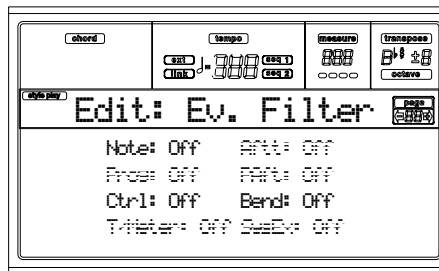 chord tempo measure transpose
ext seq 1
link seq 2 octave
style play Edit: Ev. Filter page
Note: Off Aftt: Off
Prog: Off PAft: Off
Ctrl: Off Bend: Off
T/Meter: Off SysEx: Off